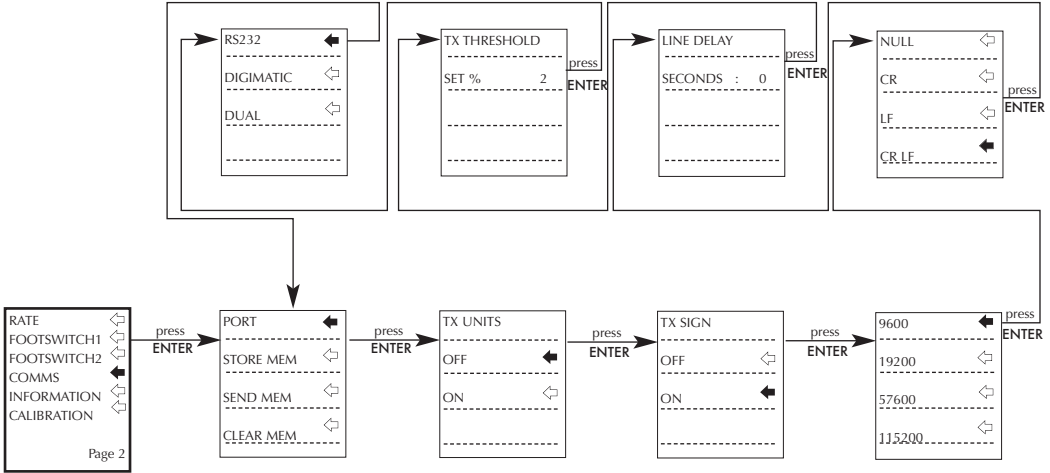 RS232
DIGIMATIC
DUAL
TX THRESHOLD
SET % 2
press
ENTER
LINE DELAY
SECONDS : 0
press
ENTER
NULL
CR
LF
CR LF
press
ENTER
RATE
FOOTSWITCH1
FOOTSWITCH2
COMMS
INFORMATION
CALIBRATION
Page 2
press
ENTER
PORT
STORE MEM
SEND MEM
CLEAR MEM
press
ENTER
TX UNITS
OFF
ON
press
ENTER
TX SIGN
OFF
ON
press
ENTER
9600
19200
57600
115200
press
ENTER